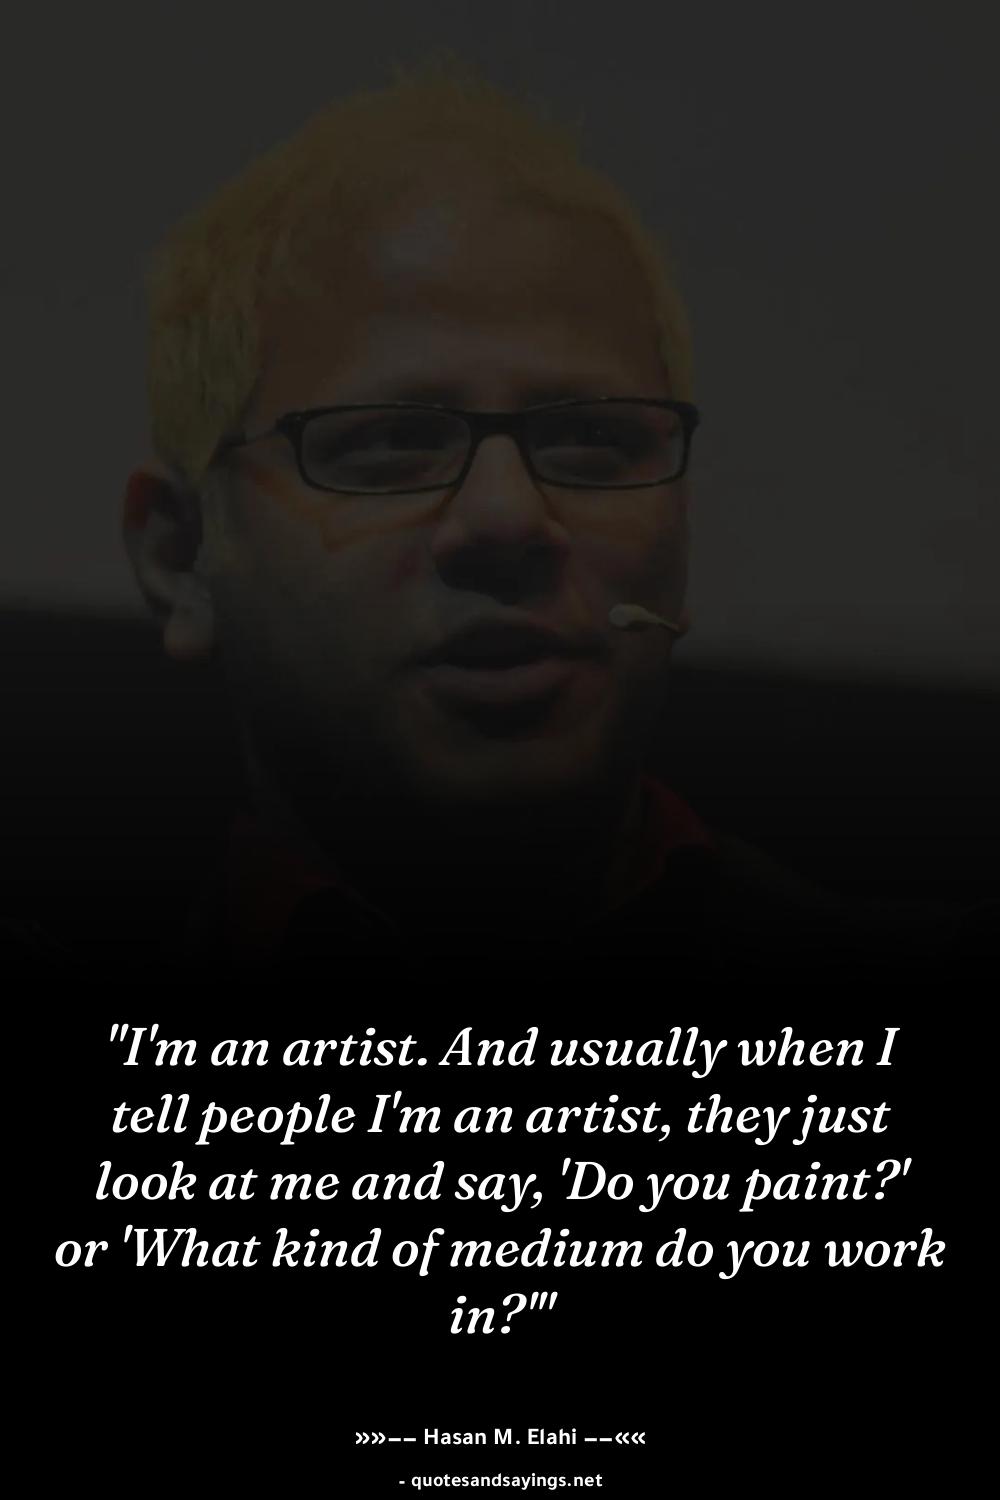 "I'm an artist. And usually when I
tell people I'm an artist, they just
look at me and say, 'Do you paint?'
or 'What kind of medium do you work
in?'"
»»—— Hasan M. Elahi ——««
- quotesandsayings.net